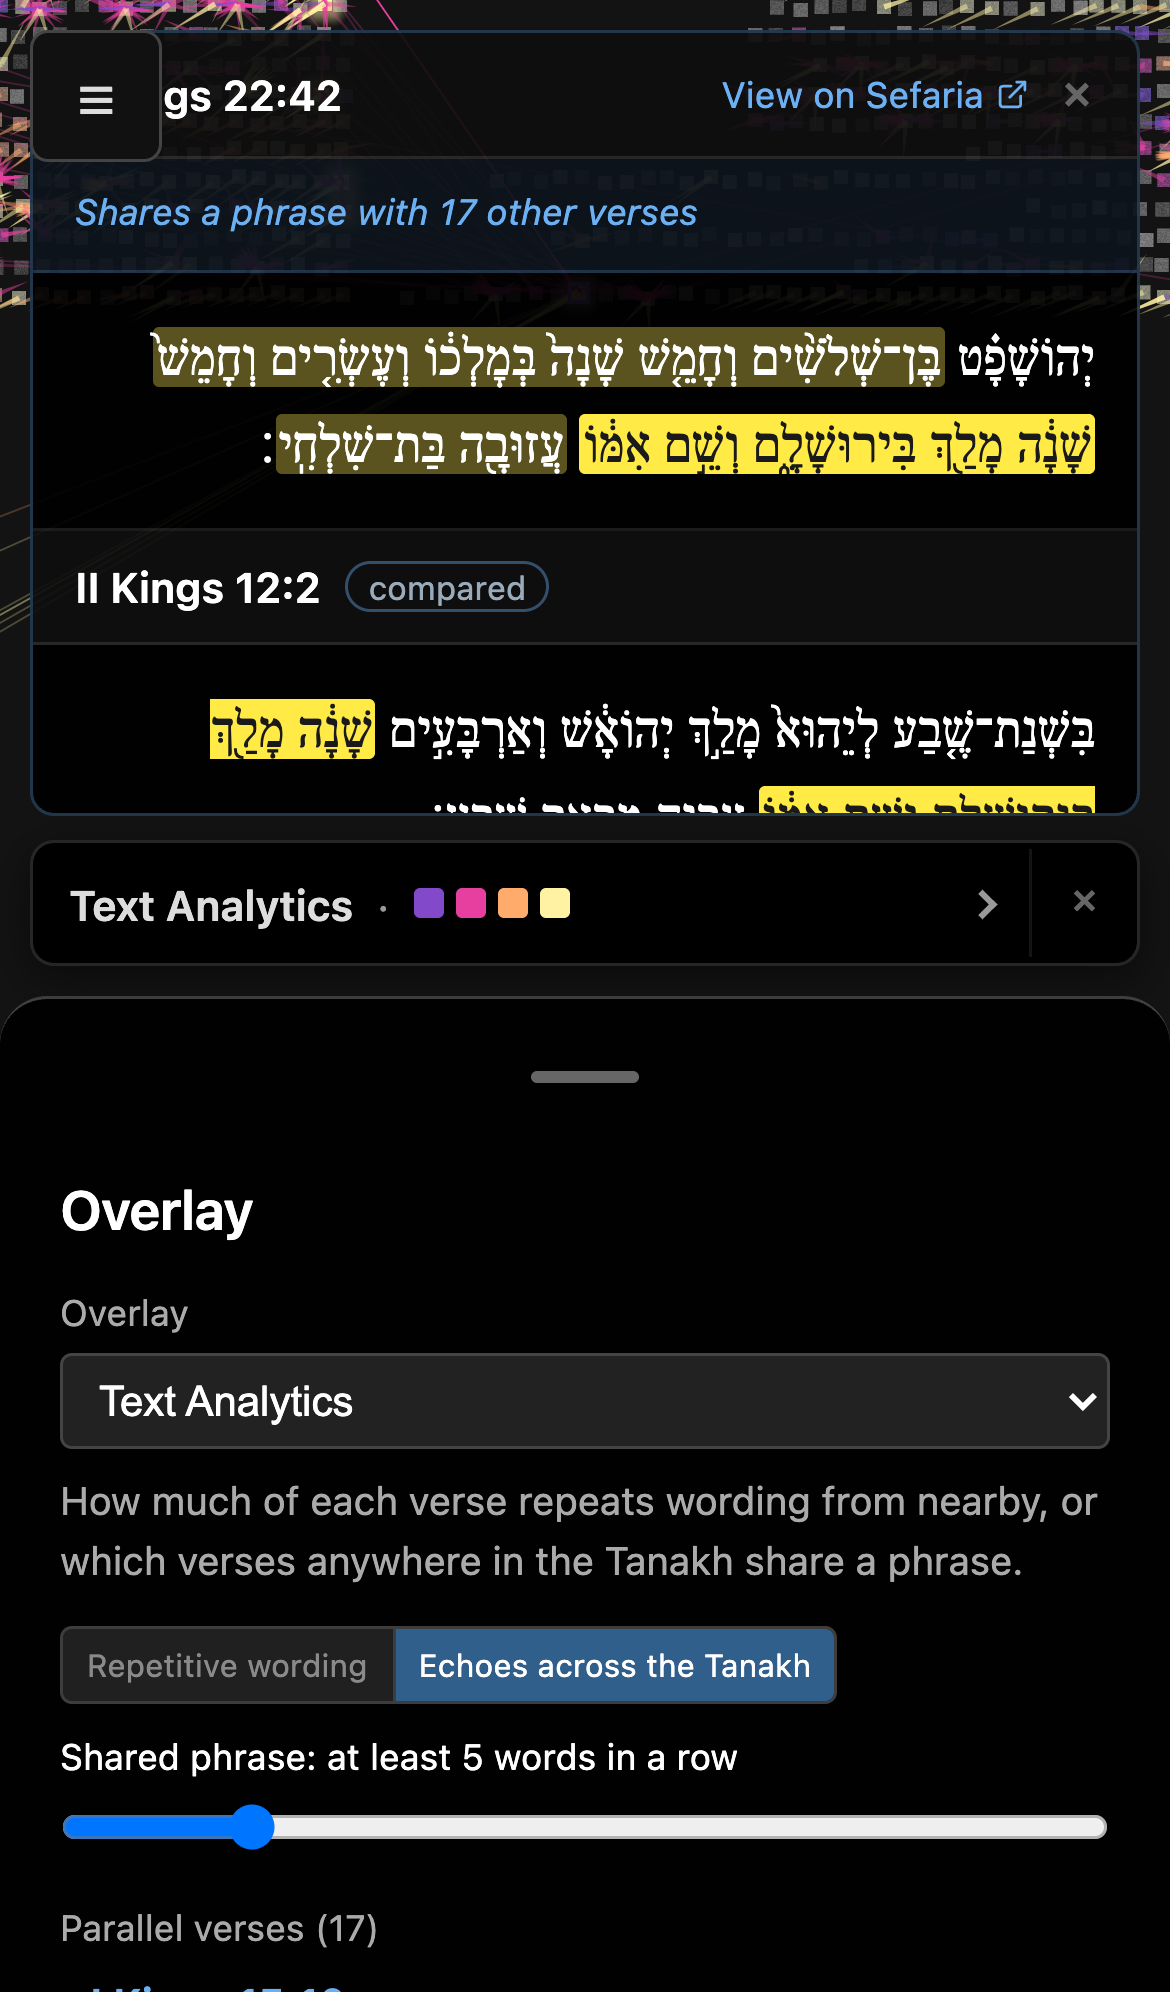 gs 22:42
View on Sefaria
Shares a phrase with 17 other verses
יְהוֹשָׁפָ֗ט בֶּן־שְׁלֹשִׁ֨ים וְחָמֵ֤שׁ שָׁנָה֙ בְּמָלְכ֔וֹ וְעֶשְׂרִ֤ים וְחָמֵשׁ֙
שָׁנָ֔ה מָלַ֖ךְ בִּירוּשָׁלָ֑͏ִם וְשֵׁ֣ם אִמּ֔וֹ עֲזוּבָ֖ה בַּת־שִׁלְחִֽי׃
II Kings 12:2
compared
בִּשְׁנַת־שֶׁ֤בַע לְיֵהוּא֙ מָלַ֣ךְ יְהוֹאָ֔שׁ וְאַרְבָּעִ֣ים שָׁנָ֔ה מָלַ֖ךְ
Text Analytics ·
Overlay
Overlay
Text Analytics
How much of each verse repeats wording from nearby, or
which verses anywhere in the Tanakh share a phrase.
Repetitive wording
Echoes across the Tanakh
Shared phrase: at least 5 words in a row
Parallel verses (17)